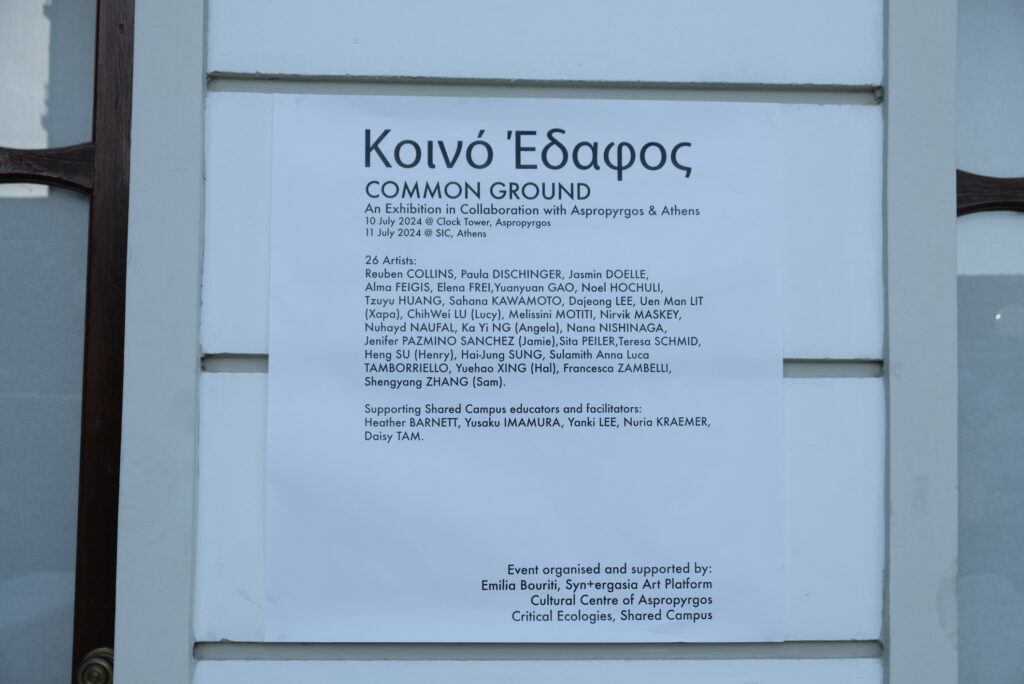 Κοινό Έδαφος
COMMON GROUND
An Exhibition in Collaboration with Aspropyrgos & Athens
10 July 2024 @ Clock Tower, Aspropyrgos
11 July 2024 @ SIC, Athens
26 Artists:
Reuben COLLINS, Paula DISCHINGER, Jasmin DOELLE,
Alma FEIGIS, Elena FREI,Yuanyuan GAO, Noel HOCHULI,
Tzuyu HUANG, Sahana KAWAMOTO, Dajeong LEE, Uen Man LIT
(Xapa), ChihWei LU (Lucy), Melissini MOTITI, Nirvik MASKEY,
Nuhayd NAUFAL, Ka Yi NG (Angela), Nana NISHINAGA,
Jenifer PAZMINO SANCHEZ (Jamie),Sita PEILER,Teresa SCHMID,
Heng SU (Henry), Hai-Jung SUNG, Sulamith Anna Luca
TAMBORRIELLO, Yuehao XING (Hal), Francesca ZAMBELLI,
Shengyang ZHANG (Sam).
Supporting Shared Campus educators and facilitators:
Heather BARNETT, Yusaku IMAMURA, Yanki LEE, Nuria KRAEMER,
Daisy TAM.
Event organised and supported by:
Emilia Bouriti, Syn+ergasia Art Platform
Cultural Centre of Aspropyrgos
Critical Ecologies, Shared Campus